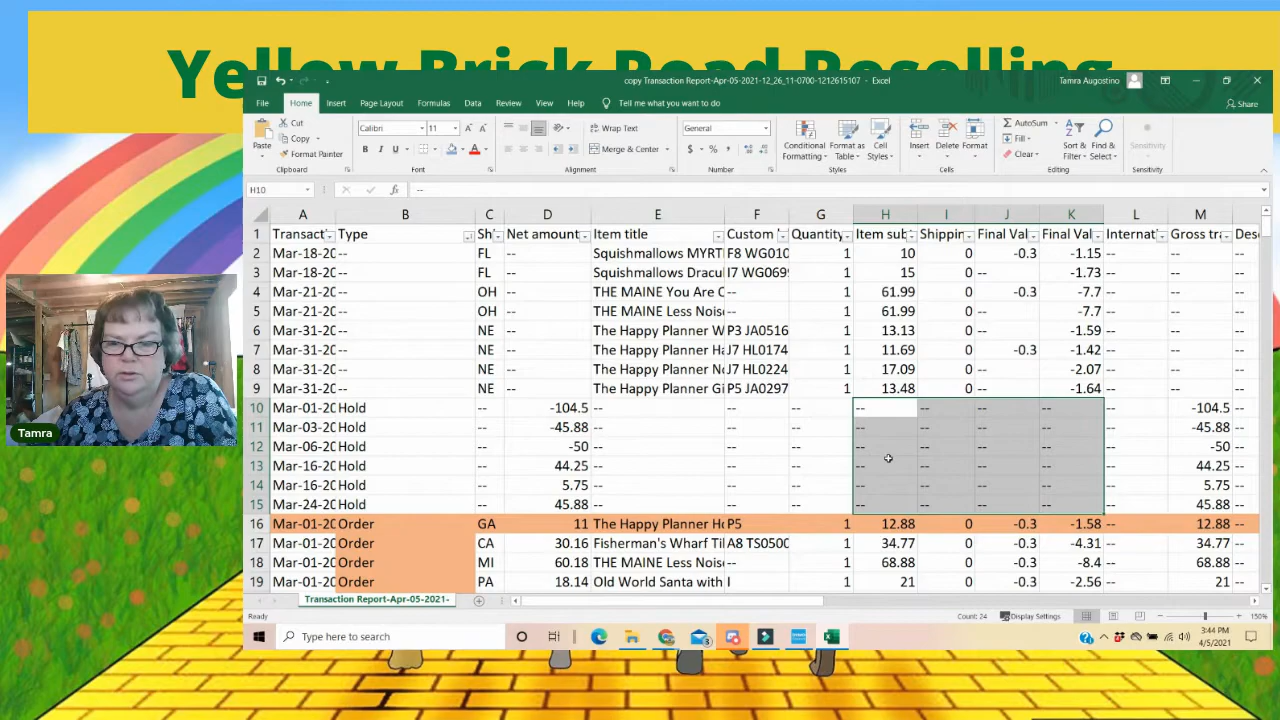 Yellow Brick Road Reselling
copy Transaction Report-Apr-05-2021-12_26_11-0700-1212615107 - Excel
Tamra Augostino
File Home Insert Page Layout Formulas Data Review View Help Tell me what you want to do Share
Paste Cut Copy Format Painter Clipboard
Calibri 11 Font
Wrap Text Merge & Center Alignment
General $ % , Number
Conditional Formatting Format as Table Cell Styles Styles
Insert Delete Format Cells
AutoSum Fill Clear Sort & Filter Find & Select Editing
Sensitivity Sensitivity
H10 fx --
A B C D E F G H I J K L M
1 Transact Type Sh Net amount Item title Custom Quantity Item sub Shippin Final Val Final Val Internat Gross tra Des
2 Mar-18-20 -- FL -- Squishmallows MYRT F8 WG010 1 10 0 -0.3 -1.15 -- -- --
3 Mar-18-20 -- FL -- Squishmallows Dracu I7 WG069 1 15 0 -- -1.73 -- -- --
4 Mar-21-20 -- OH -- THE MAINE You Are C -- 1 61.99 0 -0.3 -7.7 -- -- --
5 Mar-21-20 -- OH -- THE MAINE Less Nois -- 1 61.99 0 -- -7.7 -- -- --
6 Mar-31-20 -- NE -- The Happy Planner W P3 JA0516 1 13.13 0 -- -1.59 -- -- --
7 Mar-31-20 -- NE -- The Happy Planner Ha J7 HL0174 1 11.69 0 -0.3 -1.42 -- -- --
8 Mar-31-20 -- NE -- The Happy Planner No J7 HL0224 1 17.09 0 -- -2.07 -- -- --
9 Mar-31-20 -- NE -- The Happy Planner Gi P5 JA0297 1 13.48 0 -- -1.64 -- -- --
10 Mar-01-20 Hold -- -104.5 -- -- -- -- -- -- -- -- -104.5 --
11 Mar-03-20 Hold -- -45.88 -- -- -- -- -- -- -- -- -45.88 --
12 Mar-06-20 Hold -- -50 -- -- -- -- -- -- -- -- -50 --
13 Mar-16-20 Hold -- 44.25 -- -- -- -- -- -- -- -- 44.25 --
14 Mar-16-20 Hold -- 5.75 -- -- -- -- -- -- -- -- 5.75 --
15 Mar-24-20 Hold -- 45.88 -- -- -- -- -- -- -- -- 45.88 --
16 Mar-01-20 Order GA 11 The Happy Planner Ho P5 1 12.88 0 -0.3 -1.58 -- 12.88 --
17 Mar-01-20 Order CA 30.16 Fisherman's Wharf Til A8 TS0500 1 34.77 0 -0.3 -4.31 -- 34.77 --
18 Mar-01-20 Order MI 60.18 THE MAINE Less Nois -- 1 68.88 0 -0.3 -8.4 -- 68.88 --
19 Mar-01-20 Order PA 18.14 Old World Santa with I 1 21 0 -0.3 -2.56 -- 21 --
Transaction Report-Apr-05-2021-
Ready Count: 24 Display Settings 150%
Type here to search 3:44 PM
4/5/2021
Tamra